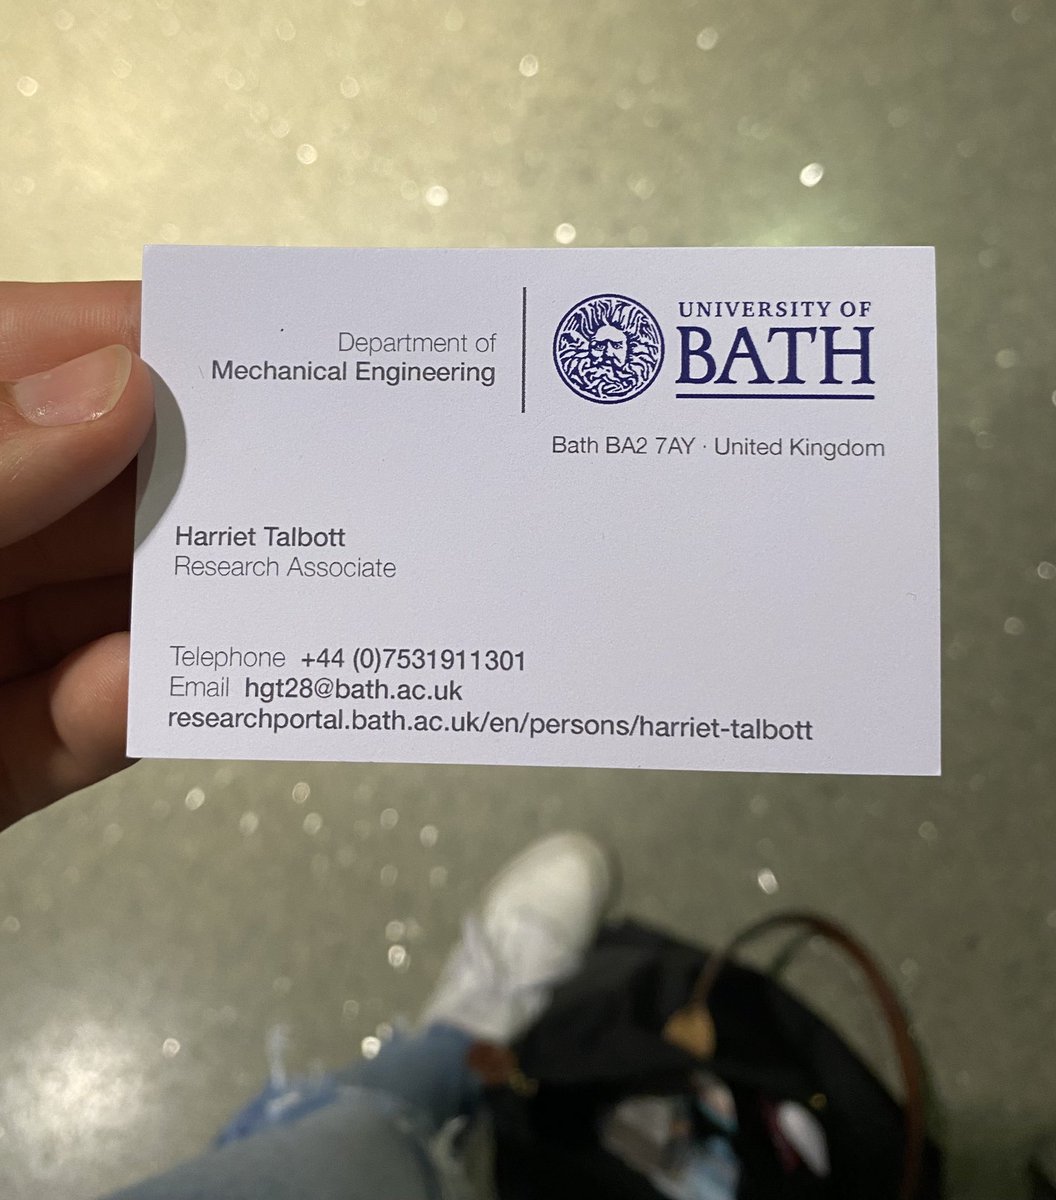 Department of
Mechanical Engineering
UNIVERSITY OF
BATH
Bath BA2 7AY · United Kingdom
Harriet Talbott
Research Associate
Telephone +44 (0)7531911301
Email hgt28@bath.ac.uk
researchportal.bath.ac.uk/en/persons/harriet-talbott